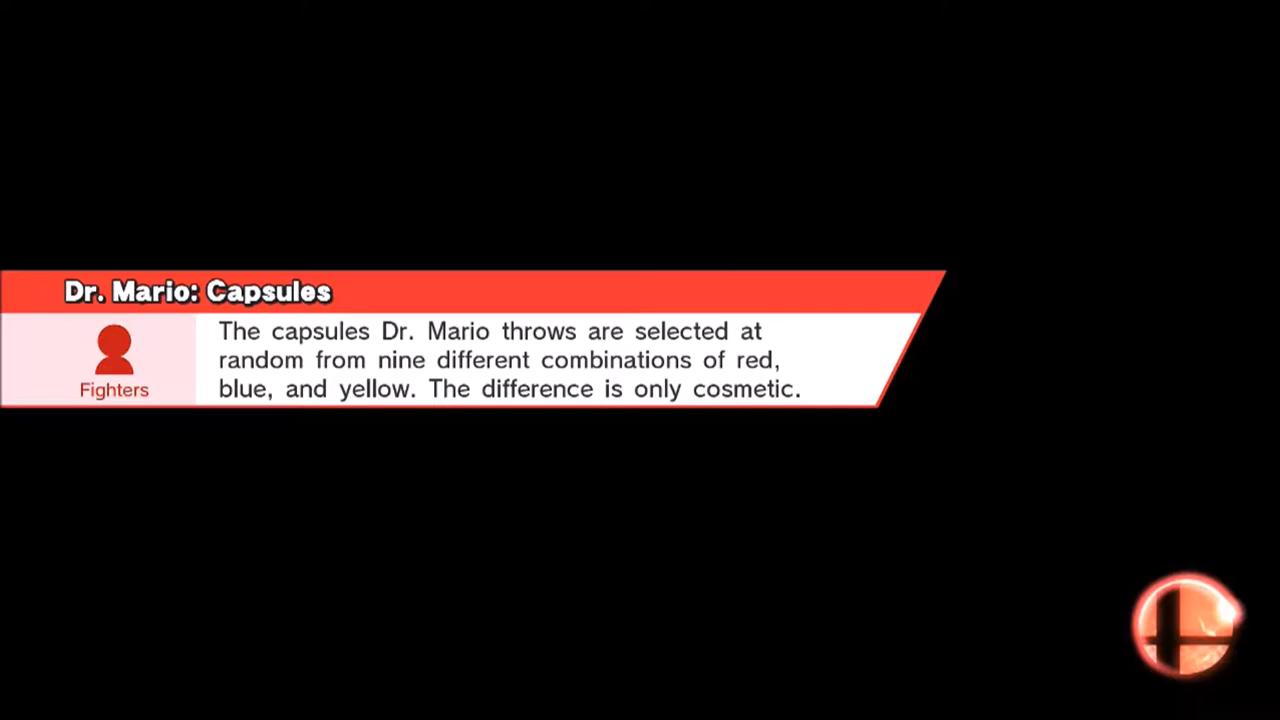 Dr. Mario: Capsules
The capsules Dr. Mario throws are selected at
random from nine different combinations of red,
blue, and yellow. The difference is only cosmetic.
Fighters